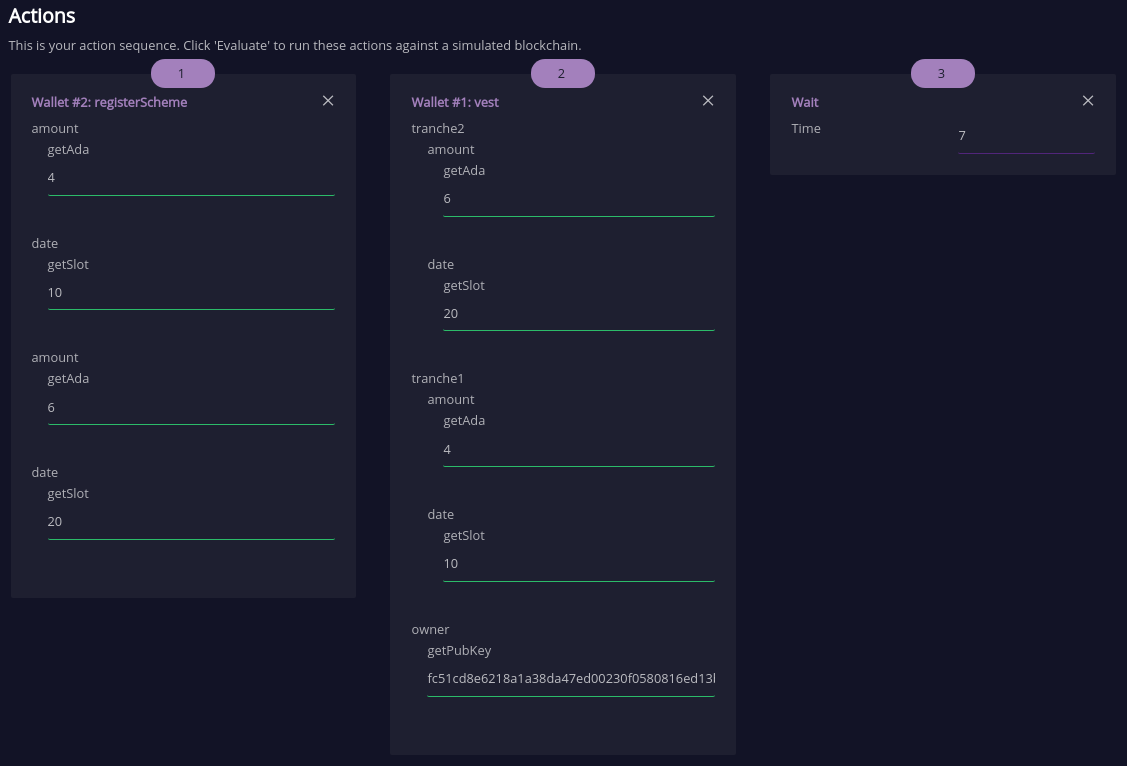 Actions
This is your action sequence. Click 'Evaluate' to run these actions against a simulated blockchain.
1
Wallet #2: registerScheme
amount
getAda
4
date
getSlot
10
amount
getAda
6
date
getSlot
20
2
Wallet #1: vest
tranche2
amount
getAda
6
date
getSlot
20
tranche1
amount
getAda
4
date
getSlot
10
owner
getPubKey
fc51cd8e6218a1a38da47ed00230f0580816ed13
3
Wait
Time
7